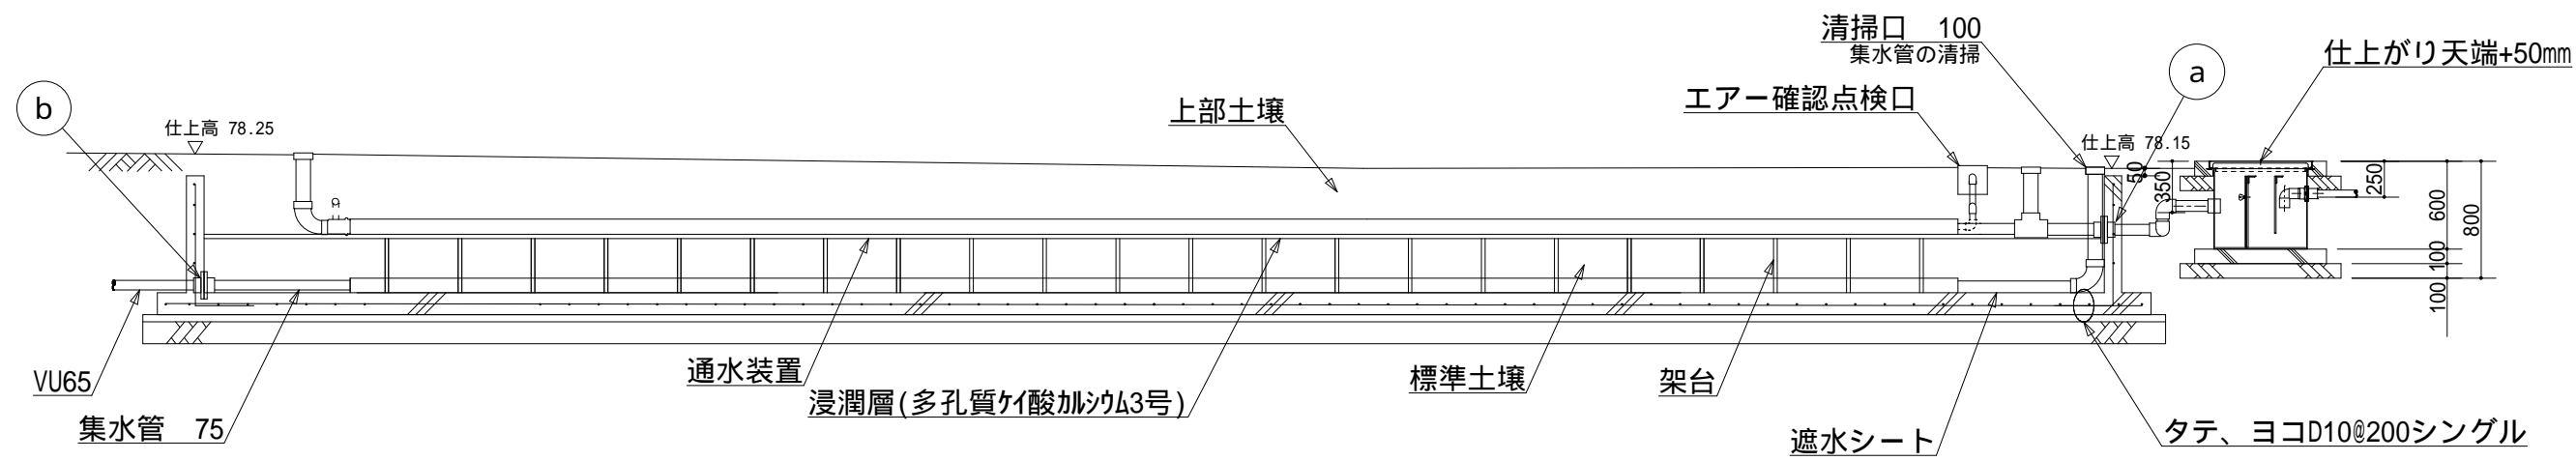 清掃口　100
集水管の清掃
仕上がり天端+50mm
a
エアー確認点検口
b
上部土壌
仕上高 78.25
仕上高 78.15
50
350
250
600
800
100
100
VU65
集水管　75
通水装置
浸潤層(多孔質ｹｲ酸ｶﾙｼｳﾑ3号)
標準土壌
架台
遮水シート
タテ、ヨコD10@200シングル